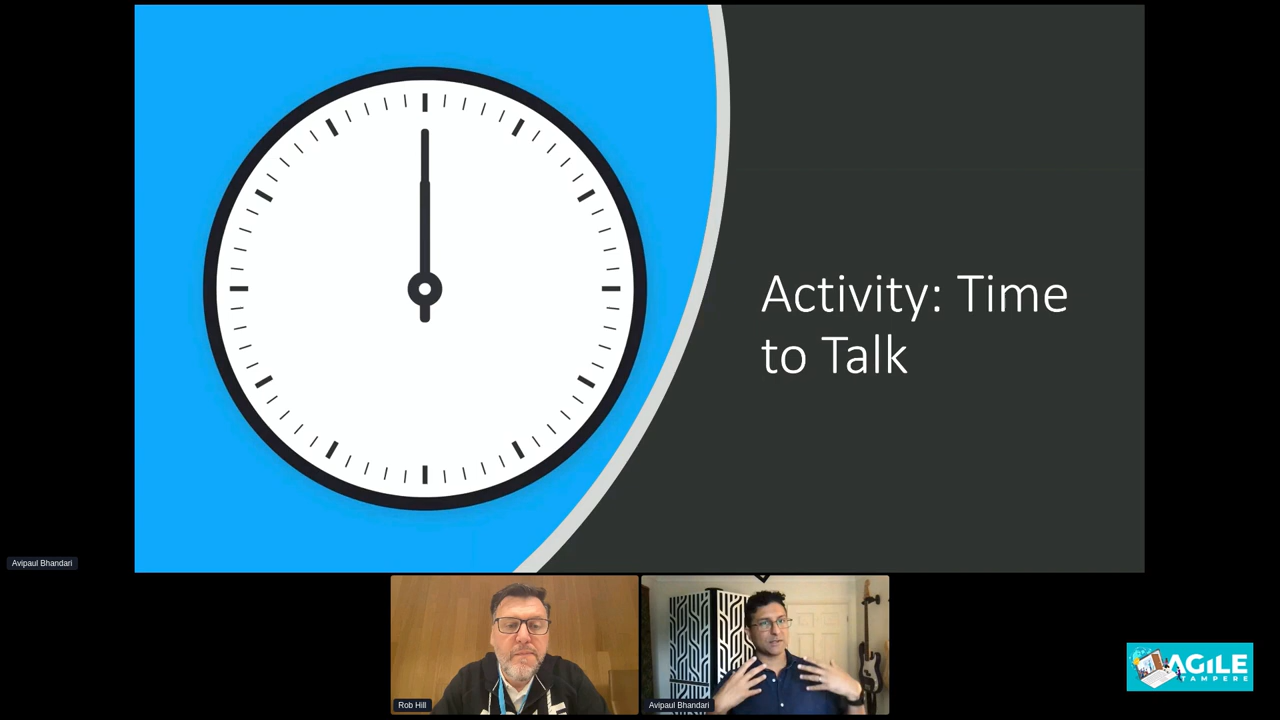 Activity: Time
to Talk
Avipaul Bhandari
Rob Hill
Avipaul Bhandari
AGILE
TAMPERE